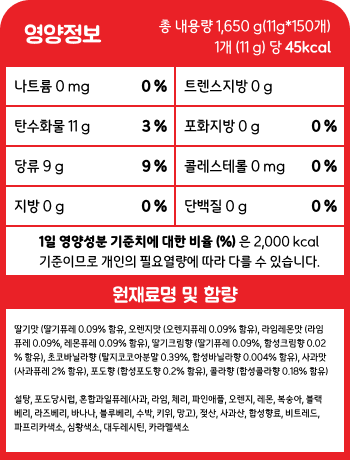 영양정보
총 내용량 1,650 g(11g*150개)
1개 (11 g) 당 45kcal
나트륨 0 mg 0 % 트렌스지방 0 g
탄수화물 11 g 3 % 포화지방 0 g 0 %
당류 9 g 9 % 콜레스테롤 0 mg 0 %
지방 0 g 0 % 단백질 0 g 0 %
1일 영양성분 기준치에 대한 비율 (%) 은 2,000 kcal
기준이므로 개인의 필요열량에 따라 다를 수 있습니다.
원재료명 및 함량
딸기맛 (딸기퓨레 0.09% 함유, 오렌지맛 (오렌지퓨레 0.09% 함유), 라임레몬맛 (라임
퓨레 0.09%, 레몬퓨레 0.09% 함유), 딸기크림향 (딸기퓨레 0.09%, 합성크림향 0.02
% 함유), 초코바닐라향 (탈지코코아분말 0.39%, 합성바닐라향 0.004% 함유), 사과맛
(사과퓨레 2% 함유), 포도향 (합성포도향 0.2% 함유), 콜라향 (합성콜라향 0.18% 함유)
설탕, 포도당시럽, 혼합과일퓨레(사과, 라임, 체리, 파인애플, 오렌지, 레몬, 복숭아, 블랙
베리, 라즈베리, 바나나, 블루베리, 수박, 키위, 망고), 젖산, 사과산, 합성향료, 비트레드,
파프리카색소, 심황색소, 대두레시틴, 카라멜색소